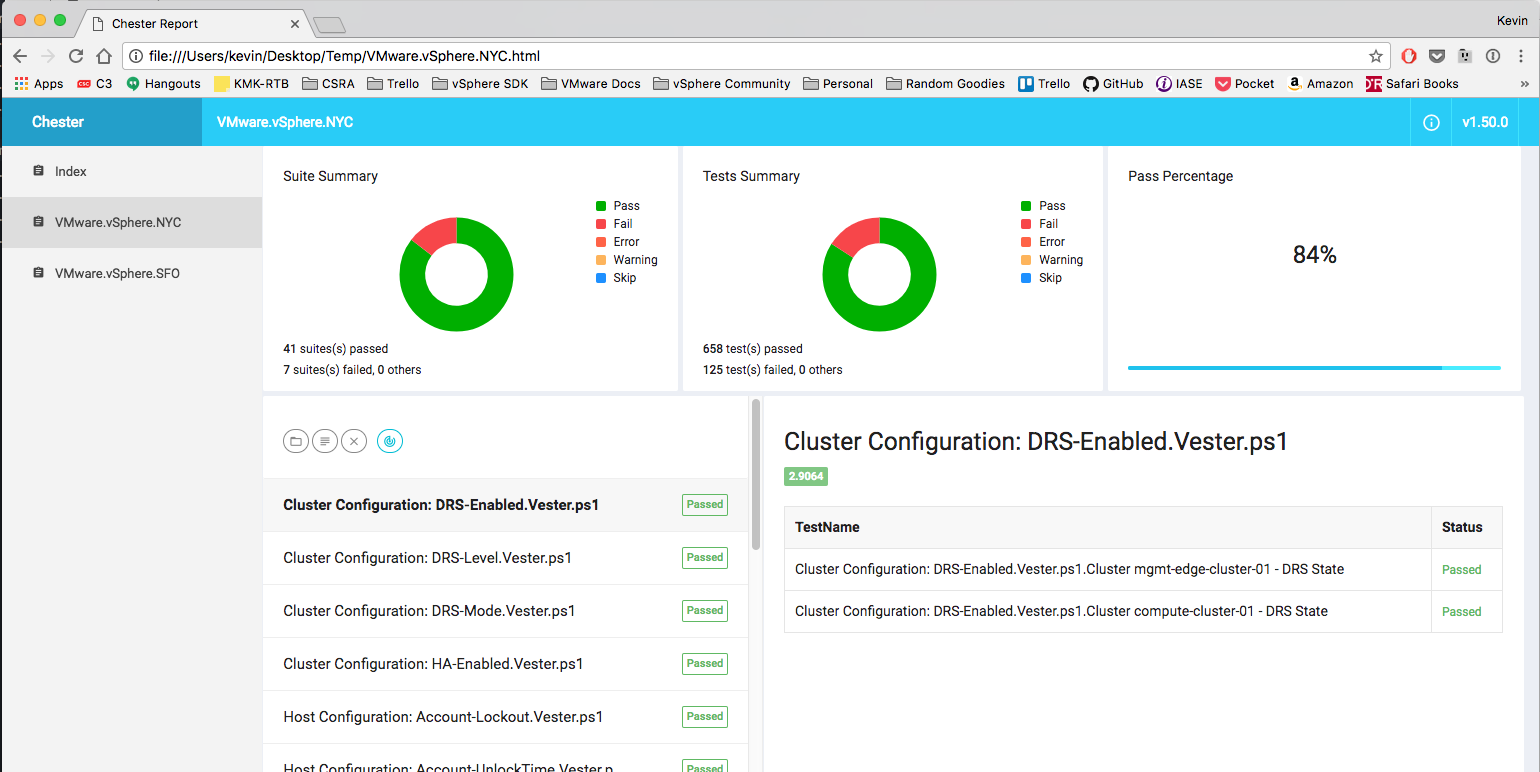 Chester Report
Kevin
file:///Users/kevin/Desktop/Temp/VMware.vSphere.NYC.html
Apps CSC C3 Hangouts KMK-RTB CSRA Trello vSphere SDK VMware Docs vSphere Community Personal Random Goodies Trello GitHub IASE Pocket Amazon Safari Books »
Chester VMware.vSphere.NYC v1.50.0
Index
VMware.vSphere.NYC
VMware.vSphere.SFO
Suite Summary
Pass
Fail
Error
Warning
Skip
41 suites(s) passed
7 suites(s) failed, 0 others
Tests Summary
Pass
Fail
Error
Warning
Skip
658 test(s) passed
125 test(s) failed, 0 others
Pass Percentage
84%
Cluster Configuration: DRS-Enabled.Vester.ps1 Passed
Cluster Configuration: DRS-Level.Vester.ps1 Passed
Cluster Configuration: DRS-Mode.Vester.ps1 Passed
Cluster Configuration: HA-Enabled.Vester.ps1 Passed
Host Configuration: Account-Lockout.Vester.ps1 Passed
Host Configuration: Account-UnlockTime.Vester.p Passed
Cluster Configuration: DRS-Enabled.Vester.ps1
2.9064
TestName Status
Cluster Configuration: DRS-Enabled.Vester.ps1.Cluster mgmt-edge-cluster-01 - DRS State Passed
Cluster Configuration: DRS-Enabled.Vester.ps1.Cluster compute-cluster-01 - DRS State Passed